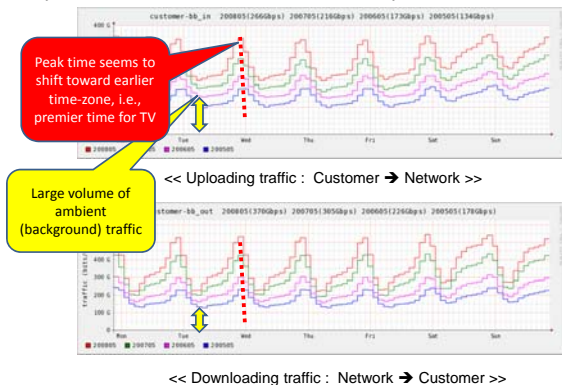 customer-bb_in 200805(266Gbps) 200705(216Gbps) 200605(173Gbps) 200505(134Gbps)
400 G
Peak time seems to
shift toward earlier
time-zone, i.e.,
premier time for TV
Tue Wed Thu Fri Sat Sun
200805 200605 200505
<< Uploading traffic : Customer ➔ Network >>
Large volume of
ambient
(background) traffic
customer-bb_out 200805(370Gbps) 200705(305Gbps) 200605(226Gbps) 200505(178Gbps)
traffic (bits/
400 G
300 G
200 G
100 G
0
Mon Tue Wed Thu Fri Sat Sun
200805 200705 200605 200505
<< Downloading traffic : Network ➔ Customer >>